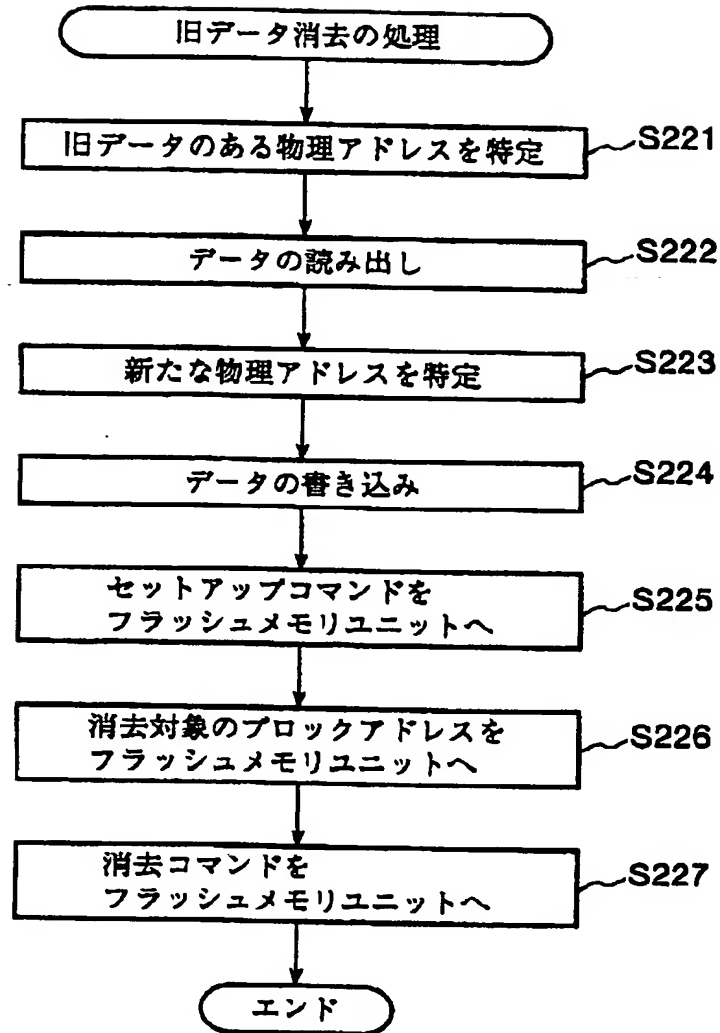 旧データ消去の処理
旧データのある物理アドレスを特定
S221
データの読み出し
S222
新たな物理アドレスを特定
S223
データの書き込み
S224
セットアップコマンドを
フラッシュメモリユニットへ
S225
消去対象のブロックアドレスを
フラッシュメモリユニットへ
S226
消去コマンドを
フラッシュメモリユニットへ
S227
エンド